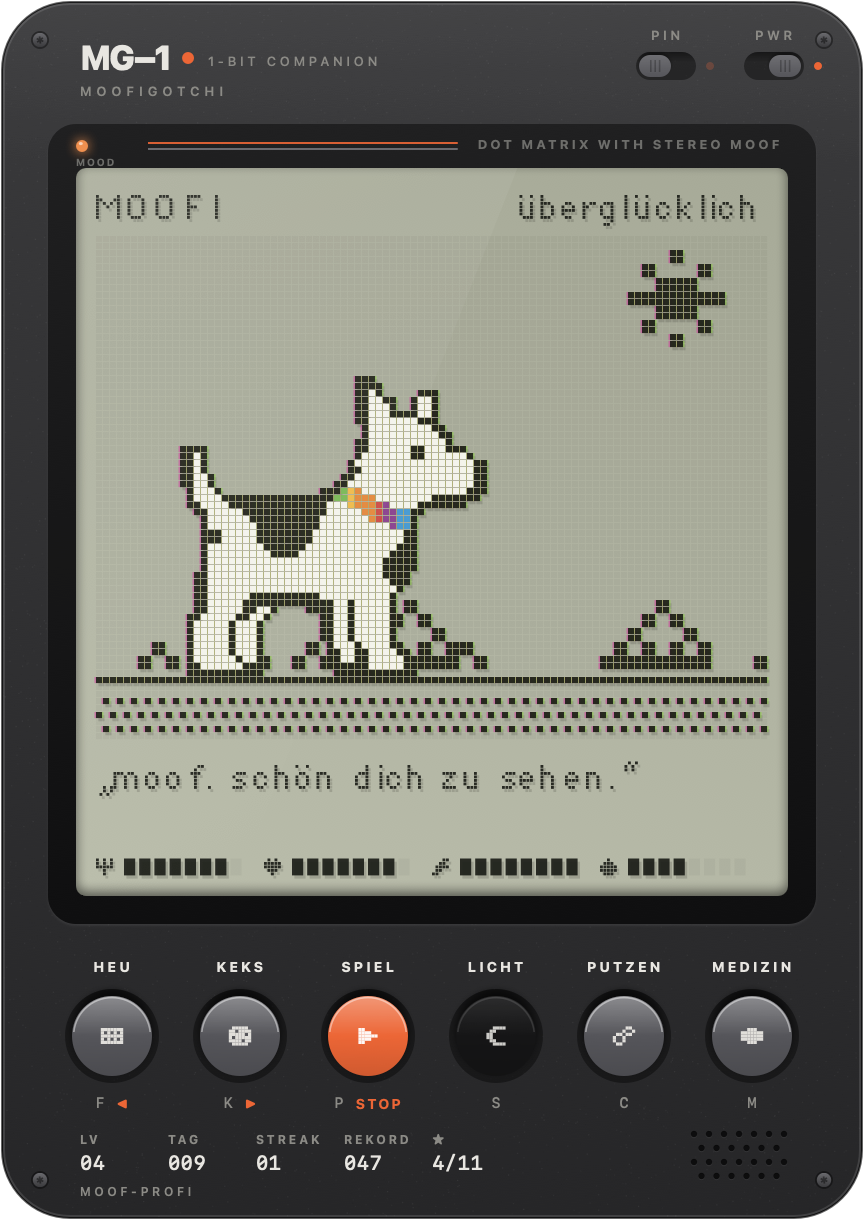 MG–1 1-BIT COMPANION
MOOFIGOTCHI
PIN PWR
MOOD
DOT MATRIX WITH STEREO MOOF
MOOFI überglücklich
„moof. schön dich zu sehen.“
HEU KEKS SPIEL LICHT PUTZEN MEDIZIN
F ◀ K ▶ P STOP S C M
LV TAG STREAK REKORD ★
04 009 01 047 4/11
MOOF-PROFI